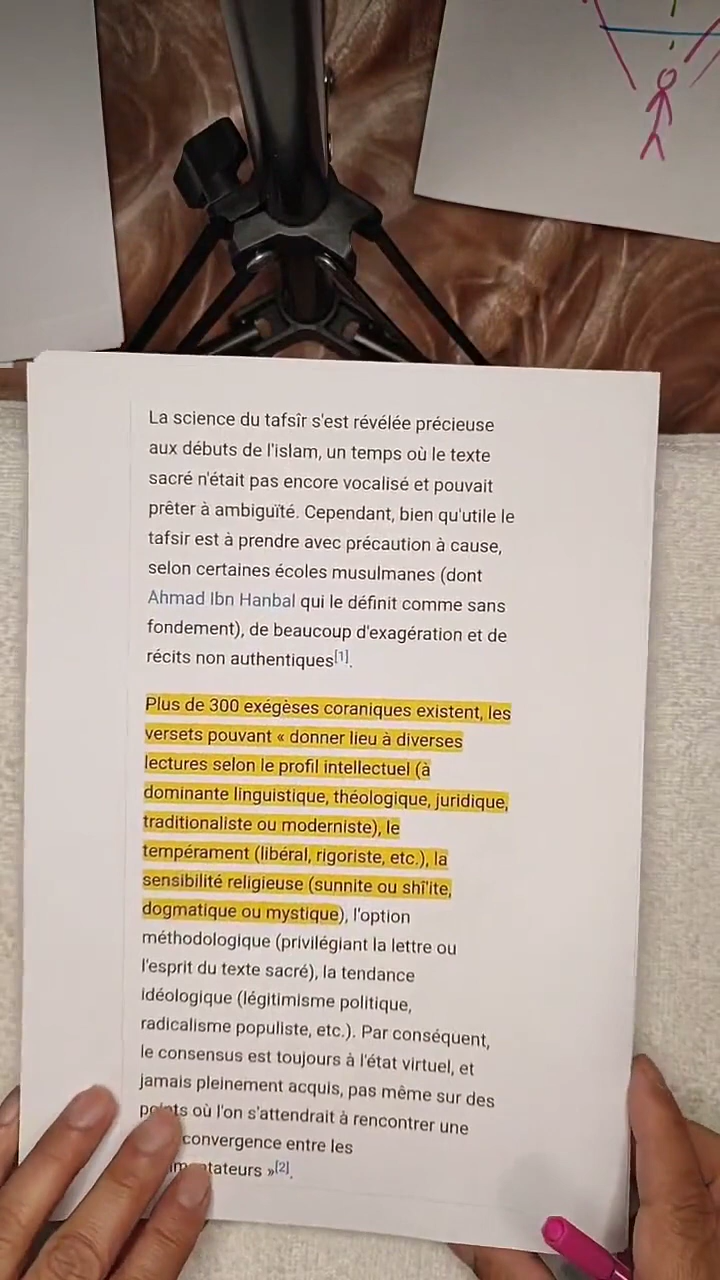 La science du tafsîr s'est révélée précieuse
aux débuts de l'islam, un temps où le texte
sacré n'était pas encore vocalisé et pouvait
prêter à ambiguïté. Cependant, bien qu'utile le
tafsir est à prendre avec précaution à cause,
selon certaines écoles musulmanes (dont
Ahmad Ibn Hanbal qui le définit comme sans
fondement), de beaucoup d'exagération et de
récits non authentiques[1].
Plus de 300 exégèses coraniques existent, les
versets pouvant « donner lieu à diverses
lectures selon le profil intellectuel (à
dominante linguistique, théologique, juridique,
traditionaliste ou moderniste), le
tempérament (libéral, rigoriste, etc.), la
sensibilité religieuse (sunnite ou shî'ite,
dogmatique ou mystique), l'option
méthodologique (privilégiant la lettre ou
l'esprit du texte sacré), la tendance
idéologique (légitimisme politique,
radicalisme populiste, etc.). Par conséquent,
le consensus est toujours à l'état virtuel, et
jamais pleinement acquis, pas même sur des
points où l'on s'attendrait à rencontrer une
convergence entre les
»[2].